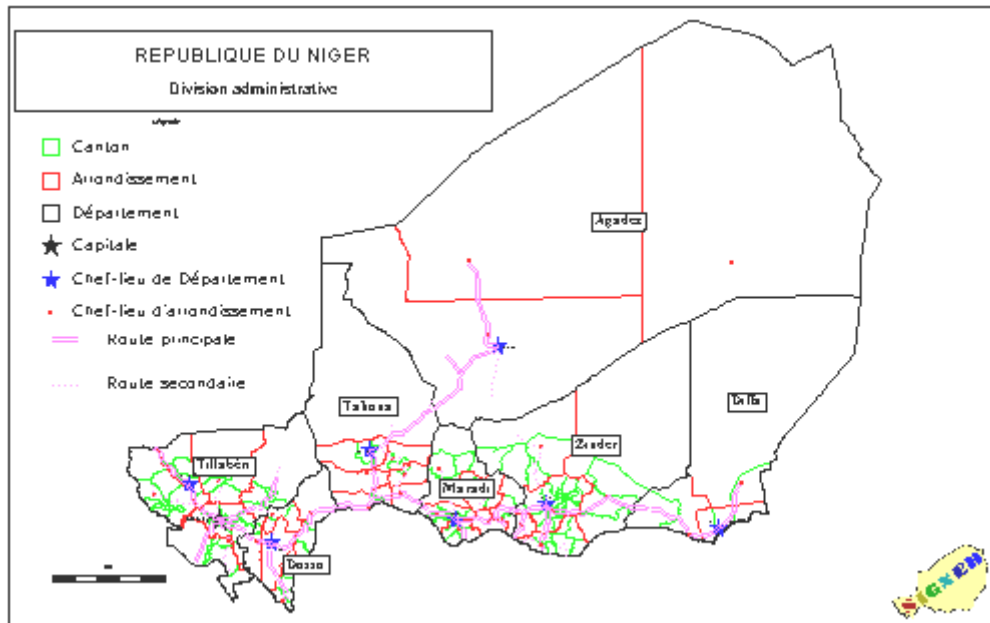 REPUBLIQUE DU NIGER
Division administrative
Canton
Arrondissement
Département
Capitale
Chef-lieu de Département
Chef-lieu d'arrondissement
Route principale
Route secondaire
Agadez
Tahoua
Diffa
Zinder
Tillabéri
Maradi
Dosso